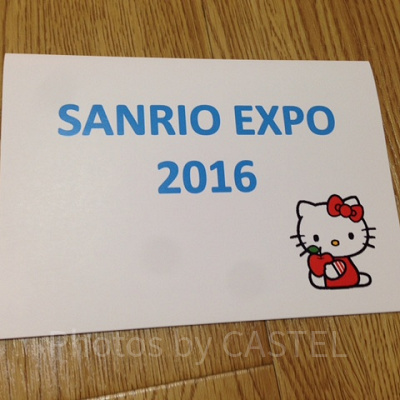 SANRIO EXPO
2016
Photos by CASTEL